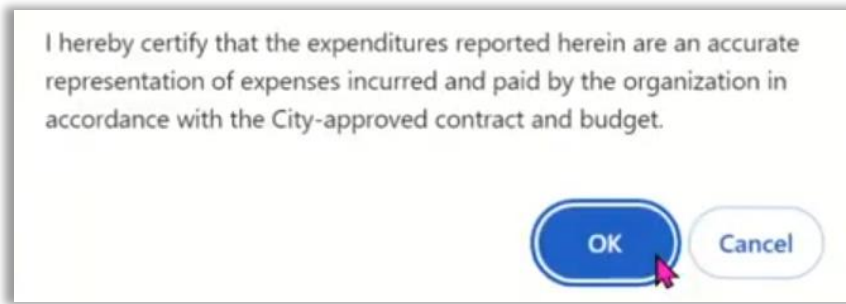 I hereby certify that the expenditures reported herein are an accurate
representation of expenses incurred and paid by the organization in
accordance with the City-approved contract and budget.
OK
Cancel